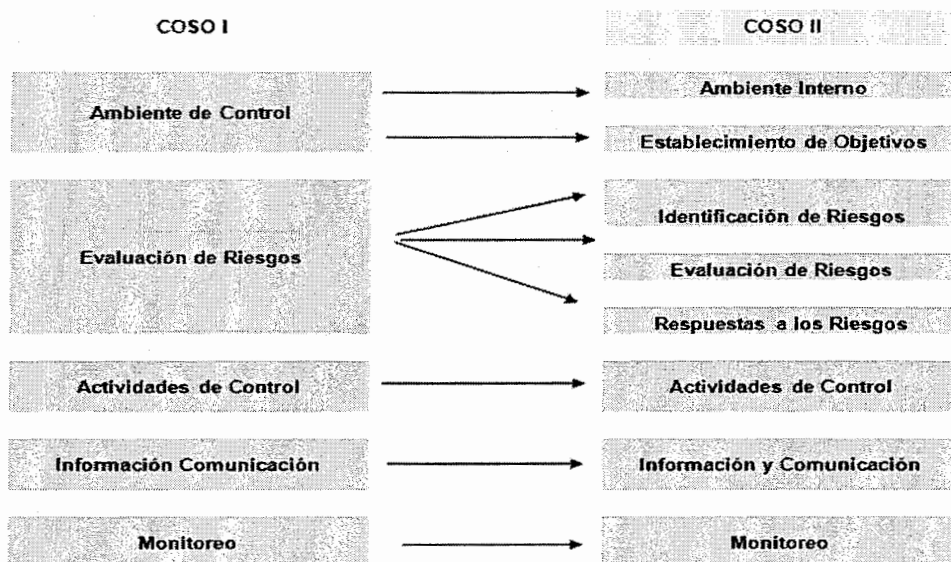 COSO I
COSO II
Ambiente de Control
Ambiente Interno
Establecimiento de Objetivos
Evaluación de Riesgos
Identificación de Riesgos
Evaluación de Riesgos
Respuestas a los Riesgos
Actividades de Control
Actividades de Control
Información Comunicación
Información y Comunicación
Monitoreo
Monitoreo